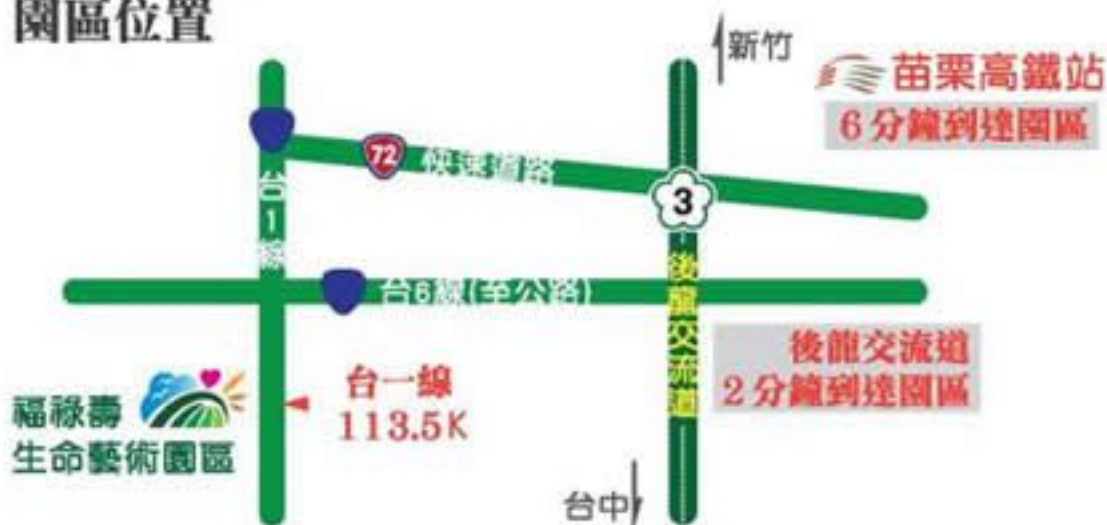 園區位置
新竹
苗栗高鐵站
6分鐘到達園區
72
快速道路
3
台1線
台6線(至公路)
後龍交流道
後龍交流道
2分鐘到達園區
台一線
113.5K
福祿壽
生命藝術園區
台中